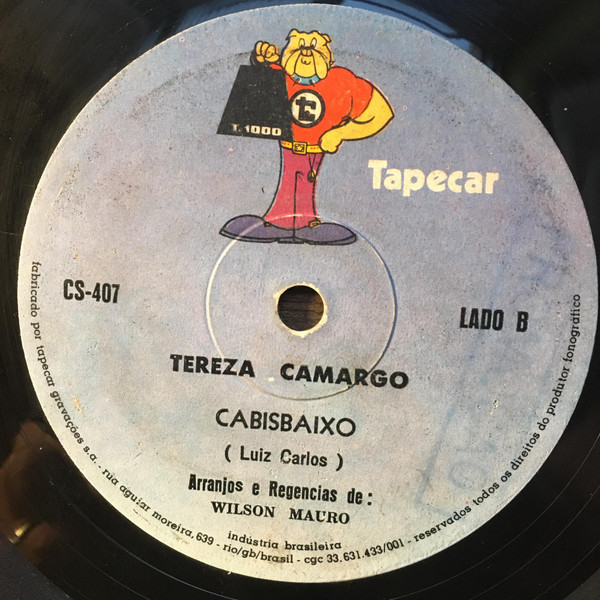 T.1000
Tapecar
CS-407
LADO B
TEREZA CAMARGO
CABISBAIXO
( Luiz Carlos )
Arranjos e Regencias de :
WILSON MAURO
indústria brasileira
fabricado por tapecar gravações s.a. - rua aguiar moreira, 639 - rio/gb/brasil - cgc 33.631.433/001 - reservados todos os direitos do produtor fonográfico